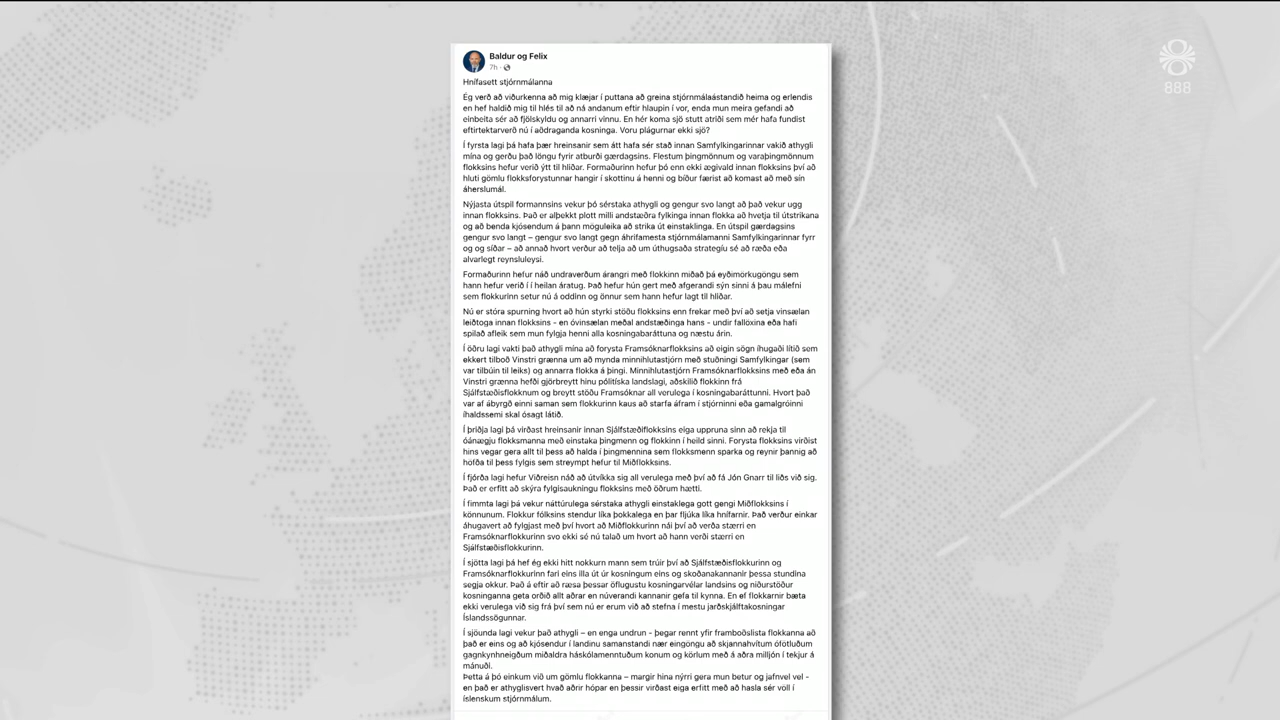 888
Baldur og Felix
7h
Hnífasett stjórnmálanna
Ég verð að viðurkenna að mig klæjar í puttana að greina stjórnmálaástandið heima og erlendis
en hef haldið mig til hlés til að ná andanum eftir hlaupin í vor, enda mun meira gefandi að
einbeita sér að fjölskyldu og annarri vinnu. En hér koma sjö stutt atriði sem mér hafa fundist
eftirtektarverð nú í aðdraganda kosninga. Voru plágurnar ekki sjö?
Í fyrsta lagi þá hafa þær hreinsanir sem átt hafa sér stað innan Samfylkingarinnar vakið athygli
mína og gerðu það löngu fyrir atburði gærdagsins. Flestum þingmönnum og varaþingmönnum
flokksins hefur verið ýtt til hliðar. Formaðurinn hefur þó enn ekki ægivald innan flokksins því að
hluti gömlu flokksforystunnar hangir í skottinu á henni og bíður færist að komast að með sín
áherslumál.
Nýjasta útspil formannsins vekur þó sérstaka athygli og gengur svo langt að það vekur ugg
innan flokksins. Það er alþekkt plott milli andstæðra fylkinga innan flokka að hvetja til útstrikana
og að benda kjósendum á þann möguleika að strika út einstaklinga. En útspil gærdagsins
gengur svo langt – gengur svo langt gegn áhrifamesta stjórnmálamanni Samfylkingarinnar fyrr
og og síðar – að annað hvort verður að telja að um úthugsaða strategíu sé að ræða eða
alvarlegt reynsluleysi.
Formaðurinn hefur náð undraverðum árangri með flokkinn miðað þá eyðimörkugöngu sem
hann hefur verið í í heilan áratug. Það hefur hún gert með afgerandi sýn sinni á þau málefni
sem flokkurinn setur nú á oddinn og önnur sem hann hefur lagt til hliðar.
Nú er stóra spurning hvort að hún styrki stöðu flokksins enn frekar með því að setja vinsælan
leiðtoga innan flokksins - en óvinsælan meðal andstæðinga hans - undir fallöxina eða hafi
spilað afleik sem mun fylgja henni alla kosningabaráttuna og næstu árin.
Í öðru lagi vakti það athygli mína að forysta Framsóknarflokksins að eigin sögn íhugaði lítið sem
ekkert tilboð Vinstri grænna um að mynda minnihlutastjórn með stuðningi Samfylkingar (sem
var tilbúin til leiks) og annarra flokka á þingi. Minnihlutastjórn Framsóknarflokksins með eða án
Vinstri grænna hefði gjörbreytt hinu pólitíska landslagi, aðskilið flokkinn frá
Sjálfstæðisflokknum og breytt stöðu Framsóknar all verulega í kosningabaráttunni. Hvort það
var af ábyrgð einni saman sem flokkurinn kaus að starfa áfram í stjórninni eða gamalgróinni
íhaldssemi skal ósagt látið.
Í þriðja lagi þá virðast hreinsanir innan Sjálfstæðiflokksins eiga uppruna sinn að rekja til
óánægju flokksmanna með einstaka þingmenn og flokkinn í heild sinni. Forysta flokksins virðist
hins vegar gera allt til þess að halda í þingmennina sem flokksmenn sparka og reynir þannig að
höfða til þess fylgis sem streympt hefur til Miðflokksins.
Í fjórða lagi hefur Viðreisn náð að útvíkka sig all verulega með því að fá Jón Gnarr til liðs við sig.
Það er erfitt að skýra fylgisaukningu flokksins með öðrum hætti.
Í fimmta lagi þá vekur náttúrulega sérstaka athygli einstaklega gott gengi Miðflokksins í
könnunum. Flokkur fólksins stendur líka þokkalega en þar fljúka líka hnífarnir. Það verður einkar
áhugavert að fylgjast með því hvort að Miðflokkurinn nái því að verða stærri en
Framsóknarflokkurinn svo ekki sé nú talað um hvort að hann verði stærri en
Sjálfstæðisflokkurinn.
Í sjötta lagi þá hef ég ekki hitt nokkurn mann sem trúir því að Sjálfstæðisflokkurinn og
Framsóknarflokkurinn fari eins illa út úr kosningum eins og skoðanakannanir þessa stundina
segja okkur. Það á eftir að ræsa þessar öflugustu kosningarvélar landsins og niðurstöður
kosninganna geta orðið allt aðrar en núverandi kannanir gefa til kynna. En ef flokkarnir bæta
ekki verulega við sig frá því sem nú er erum við að stefna í mestu jarðskjálftakosningar
Íslandssögunnar.
Í sjöunda lagi vekur það athygli – en enga undrun - þegar rennt yfir framboðslista flokkanna að
það er eins og að kjósendur í landinu samanstandi nær eingöngu að skjannahvítum ófötluðum
gagnkynhneigðum miðaldra háskólamenntuðum konum og körlum með á aðra milljón í tekjur á
mánuði.
Þetta á þó einkum við um gömlu flokkanna – margir hina nýrri gera mun betur og jafnvel vel -
en það er athyglisvert hvað aðrir hópar en þessir virðast eiga erfitt með að hasla sér völl í
íslenskum stjórnmálum.